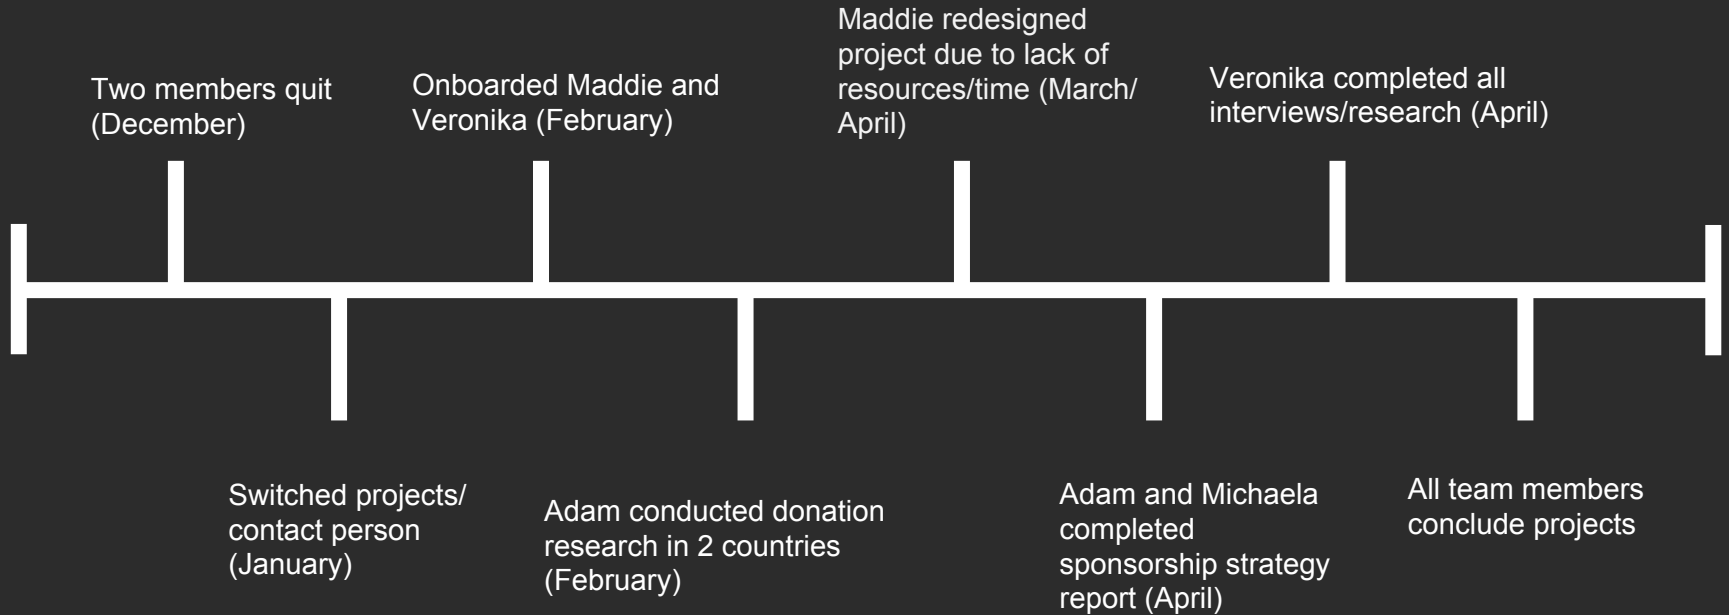 Two members quit
(December)
Switched projects/
contact person
(January)
Onboarded Maddie and
Veronika (February)
Adam conducted donation
research in 2 countries
(February)
Maddie redesigned
project due to lack of
resources/time (March/
April)
Adam and Michaela
completed
sponsorship strategy
report (April)
Veronika completed all
interviews/research (April)
All team members
conclude projects